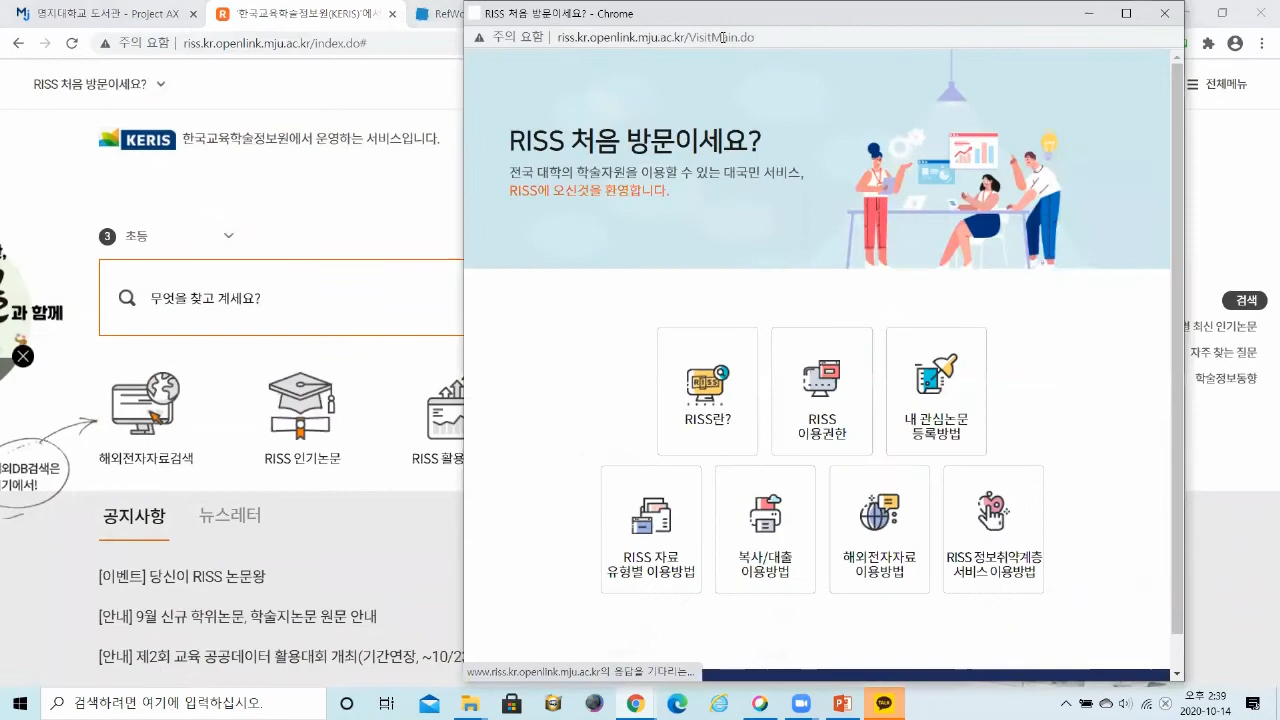 명지대학교 도서관 - Project AX
'한국교육학술정보원(KERIS)'에서
RefWo
주의 요함 | riss.kr.openlink.mju.ac.kr/index.do#
RISS 처음 방문이세요?
KERIS 한국교육학술정보원에서 운영하는 서비스입니다.
3 초등
무엇을 찾고 계세요?
과 함께
해외전자자료검색
RISS 인기논문
RISS 활용
외DB검색은
기에서!
공지사항
뉴스레터
[이벤트] 당신이 RISS 논문왕
[안내] 9월 신규 학위논문, 학술지논문 원문 안내
[안내] 제2회 교육 공공데이터 활용대회 개최(기간연장, ~10/23
RISS 처음 방문이세요? - Chrome
주의 요함 | riss.kr.openlink.mju.ac.kr/VisitMain.do
RISS 처음 방문이세요?
전국 대학의 학술자원을 이용할 수 있는 대국민 서비스,
RISS에 오신것을 환영합니다.
RISS
RISS란?
RISS
이용권한
내 관심논문
등록방법
RISS 자료
유형별 이용방법
복사/대출
이용방법
해외전자자료
이용방법
RISS 정보취약계층
서비스 이용방법
www.riss.kr.openlink.mju.ac.kr의 응답을 기다리는...
전체메뉴
검색
최신 인기논문
자주 찾는 질문
학술정보동향
검색하려면 여기에 입력하십시오.
TALK
오후 2:39
2020-10-14